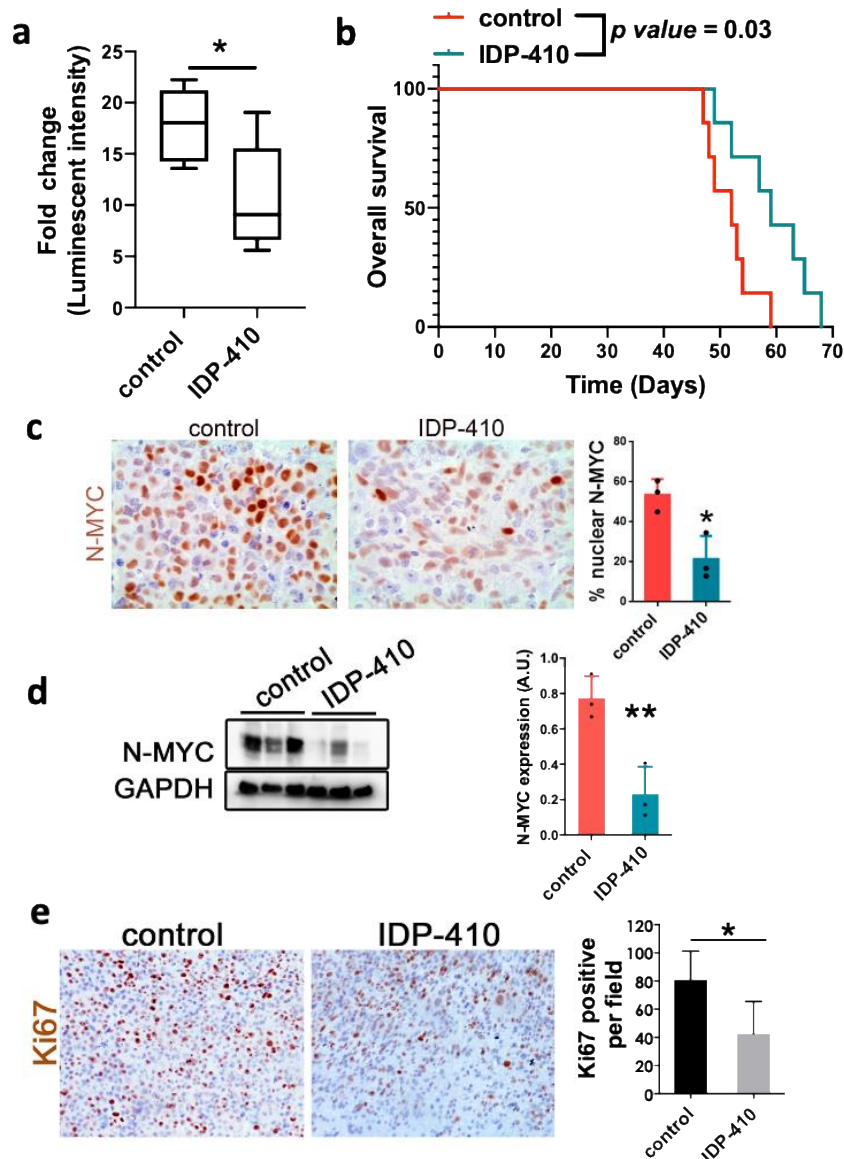 a
*
25
20
15
10
5
0
Fold change
(Luminescent intensity)
control
IDP-410
b
control
IDP-410
p value = 0.03
100
50
0
Overall survival
0 10 20 30 40 50 60 70
Time (Days)
c
control
IDP-410
N-MYC
80
60
40
20
0
% nuclear N-MYC
*
control
IDP-410
d
control
IDP-410
N-MYC
GAPDH
1.0
0.8
0.6
0.4
0.2
0.0
N-MYC expression (A.U.)
**
control
IDP-410
e
control
IDP-410
Ki67
120
100
80
60
40
20
0
Ki67 positive
per field
*
control
IDP-410